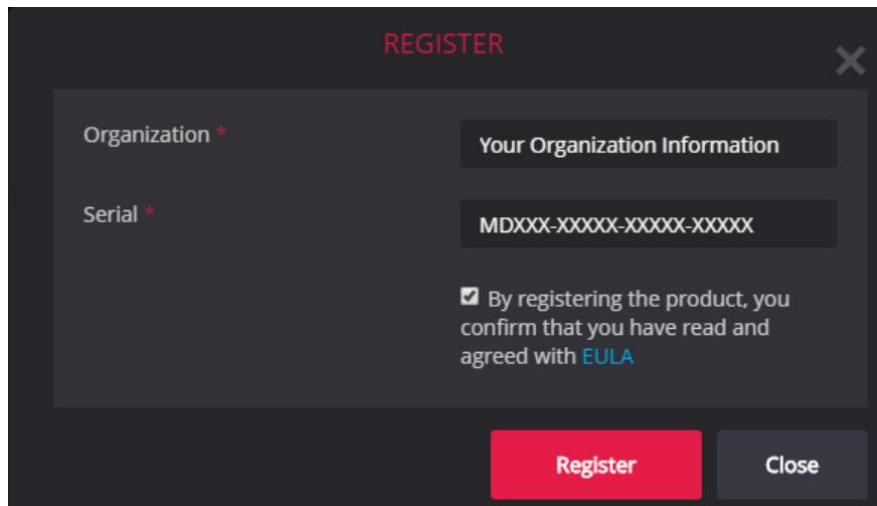 REGISTER
Organization *
Your Organization Information
Serial *
MDXXX-XXXXX-XXXXX-XXXXX
By registering the product, you
confirm that you have read and
agreed with EULA
Register
Close